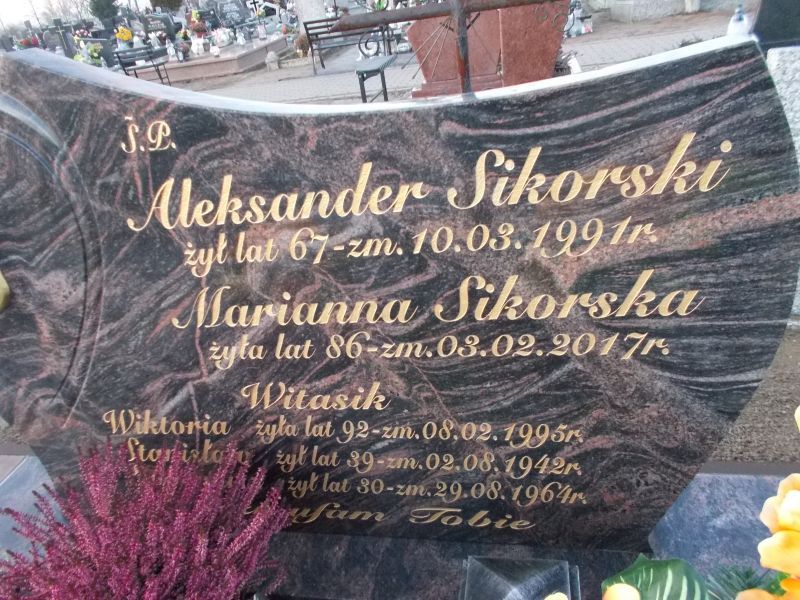 Ś.P.
Aleksander Sikorski
żył lat 67-zm.10.03.1991r.
Marianna Sikorska
żyła lat 86-zm.03.02.2017r.
Witasik
Wiktoria żyła lat 92-zm.08.02.1995r.
Stanisław żył lat 39-zm.02.08.1942r.
żył lat 30-zm.29.08.1964r.
Tobie